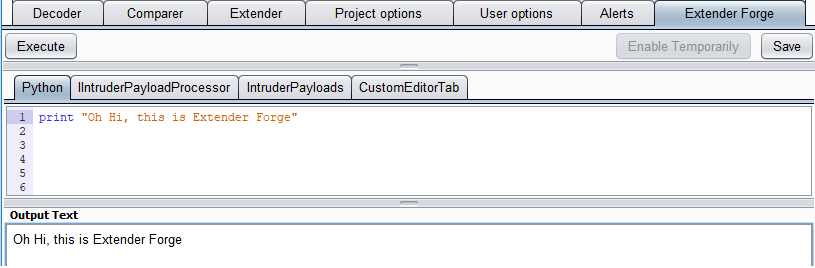 Decoder Comparer Extender Project options User options Alerts Extender Forge
Execute Enable Temporarily Save
Python IIntruderPayloadProcessor IntruderPayloads CustomEditorTab
1 print "Oh Hi, this is Extender Forge"
2
3
4
5
6
Output Text
Oh Hi, this is Extender Forge